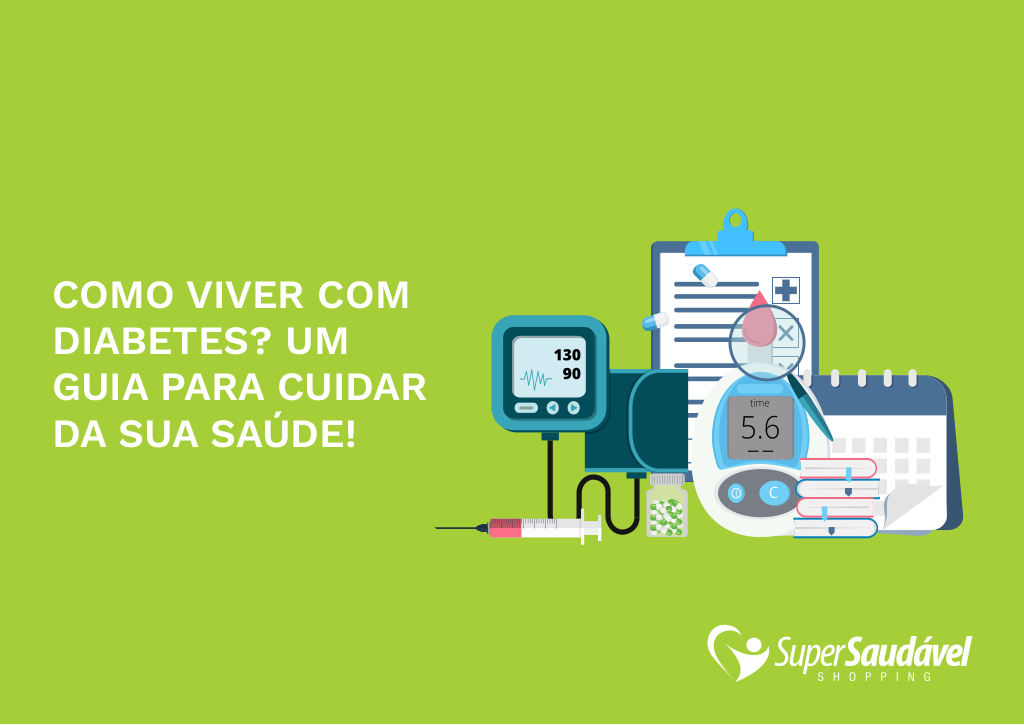 COMO VIVER COM
DIABETES? UM
GUIA PARA CUIDAR
DA SUA SAÚDE!
130
90
time
5.6
C
SuperSaudável
SHOPPING